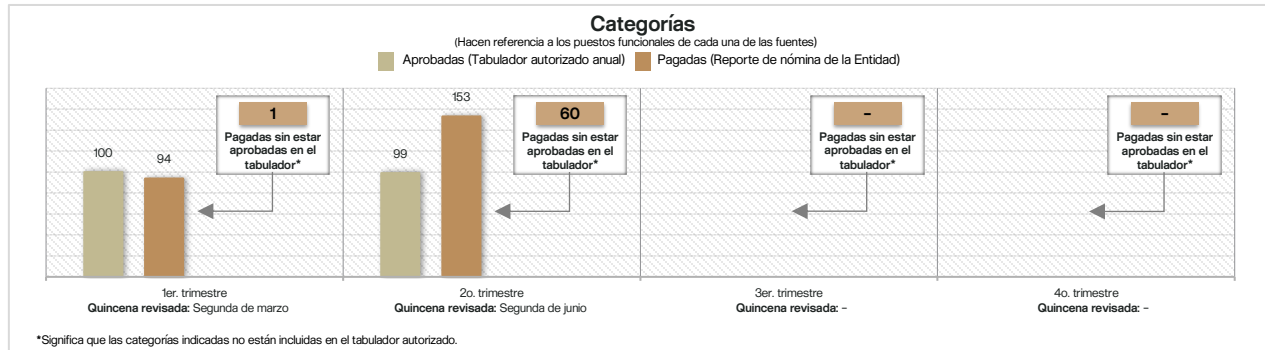 Categorías
(Hacen referencia a los puestos funcionales de cada una de las fuentes)
Aprobadas (Tabulador autorizado anual) Pagadas (Reporte de nómina de la Entidad)
100
94
1
Pagadas sin estar
aprobadas en el
tabulador*
99
153
60
Pagadas sin estar
aprobadas en el
tabulador*
–
Pagadas sin estar
aprobadas en el
tabulador*
–
Pagadas sin estar
aprobadas en el
tabulador*
1er. trimestre
Quincena revisada: Segunda de marzo
2o. trimestre
Quincena revisada: Segunda de junio
3er. trimestre
Quincena revisada: –
4o. trimestre
Quincena revisada: –
*Significa que las categorías indicadas no están incluidas en el tabulador autorizado.